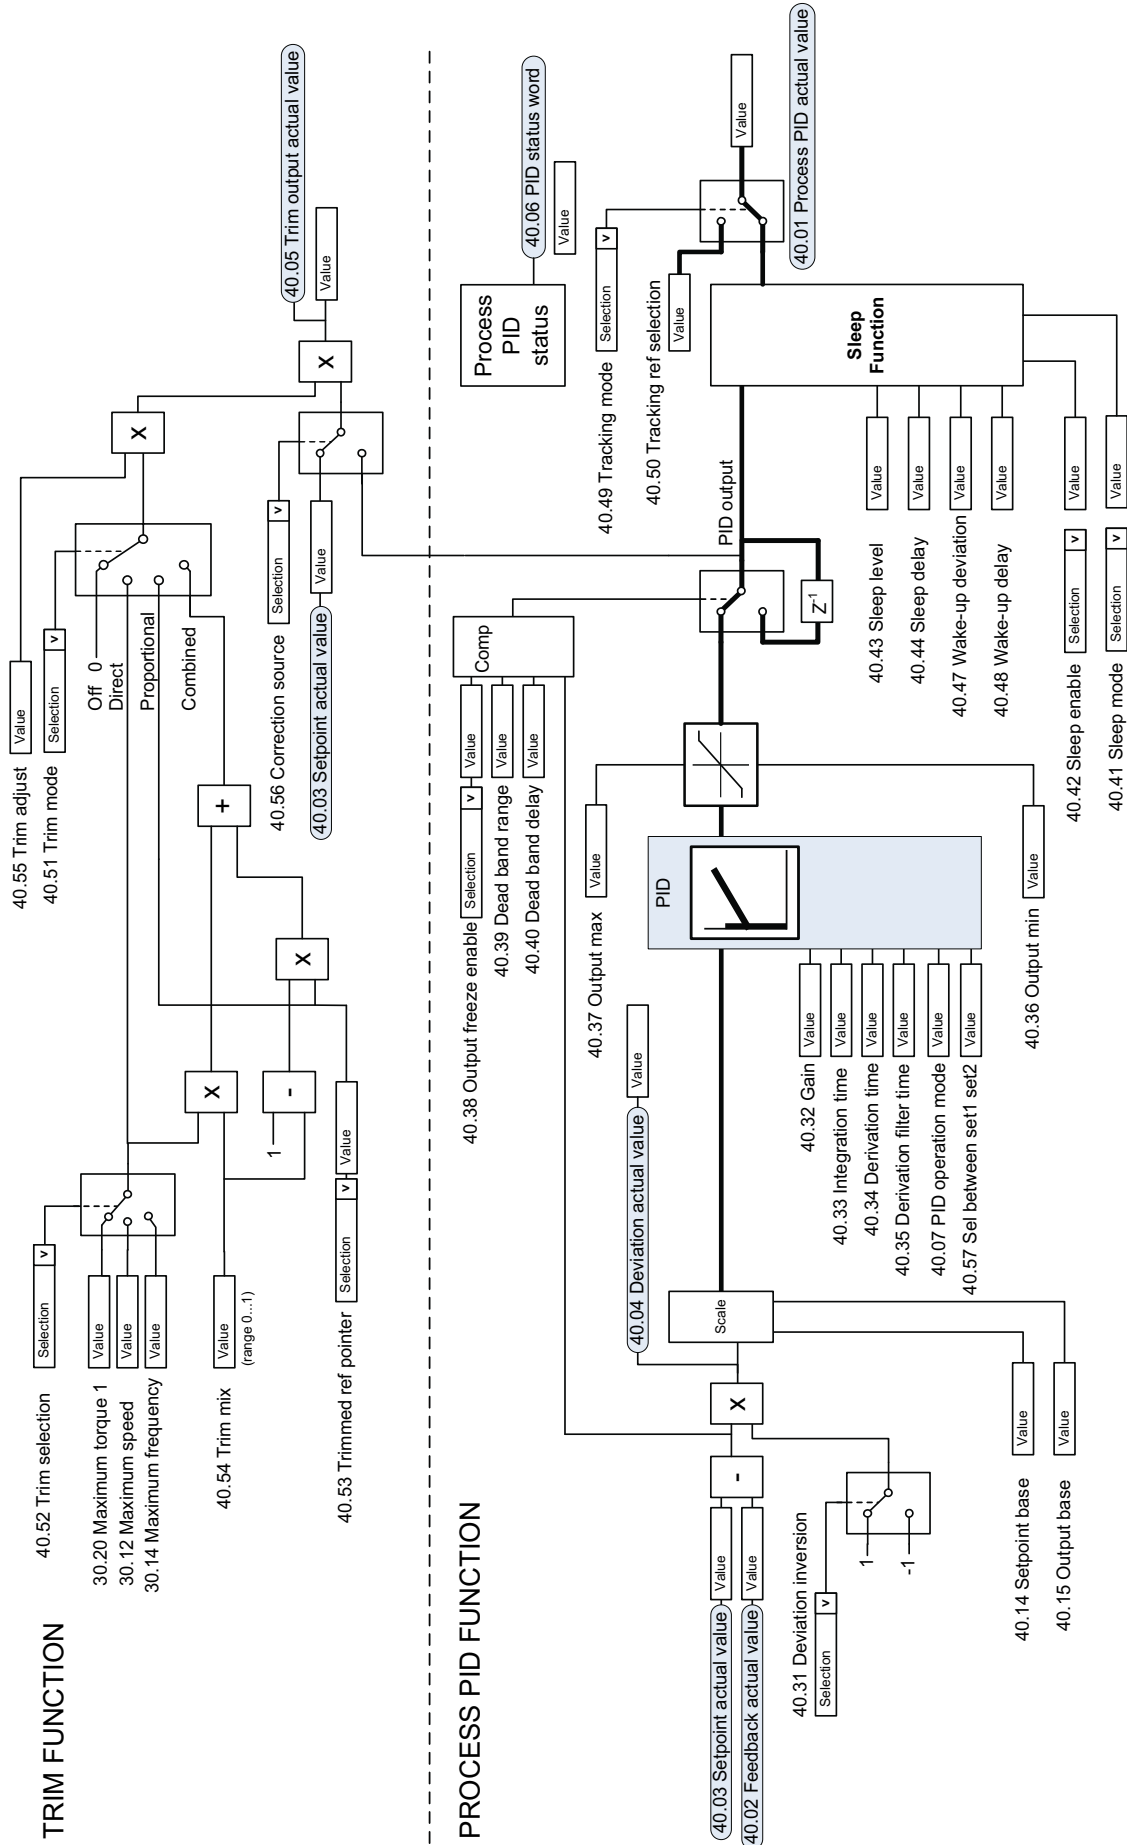 TRIM FUNCTION
40.52 Trim selection
Selection
v
30.20 Maximum torque 1
Value
30.12 Maximum speed
Value
30.14 Maximum frequency
Value
40.54 Trim mix
Value
(range 0...1)
40.53 Trimmed ref pointer
Selection
v
Value
X
1
-
X
+
40.55 Trim adjust
Value
40.51 Trim mode
Selection
v
Off 0
Direct
Proportional
Combined
X
40.56 Correction source
Selection
v
40.03 Setpoint actual value
Value
X
40.05 Trim output actual value
Value
PROCESS PID FUNCTION
40.03 Setpoint actual value
Value
40.02 Feedback actual value
Value
-
X
40.31 Deviation inversion
Selection
v
1
-1
40.14 Setpoint base
Value
40.15 Output base
Value
40.04 Deviation actual value
Value
Scale
40.32 Gain
Value
40.33 Integration time
Value
40.34 Derivation time
Value
40.35 Derivation filter time
Value
40.07 PID operation mode
Value
40.57 Sel between set1 set2
Value
PID
40.37 Output max
Value
40.36 Output min
Value
40.38 Output freeze enable
Selection
v
Value
40.39 Dead band range
Value
40.40 Dead band delay
Value
Comp
Z-1
PID output
40.43 Sleep level
Value
40.44 Sleep delay
Value
40.47 Wake-up deviation
Value
40.48 Wake-up delay
Value
40.42 Sleep enable
Selection
v
Value
40.41 Sleep mode
Selection
v
Value
Sleep
Function
Process
PID
status
40.06 PID status word
Value
40.49 Tracking mode
Selection
v
40.50 Tracking ref selection
Value
Value
40.01 Process PID actual value